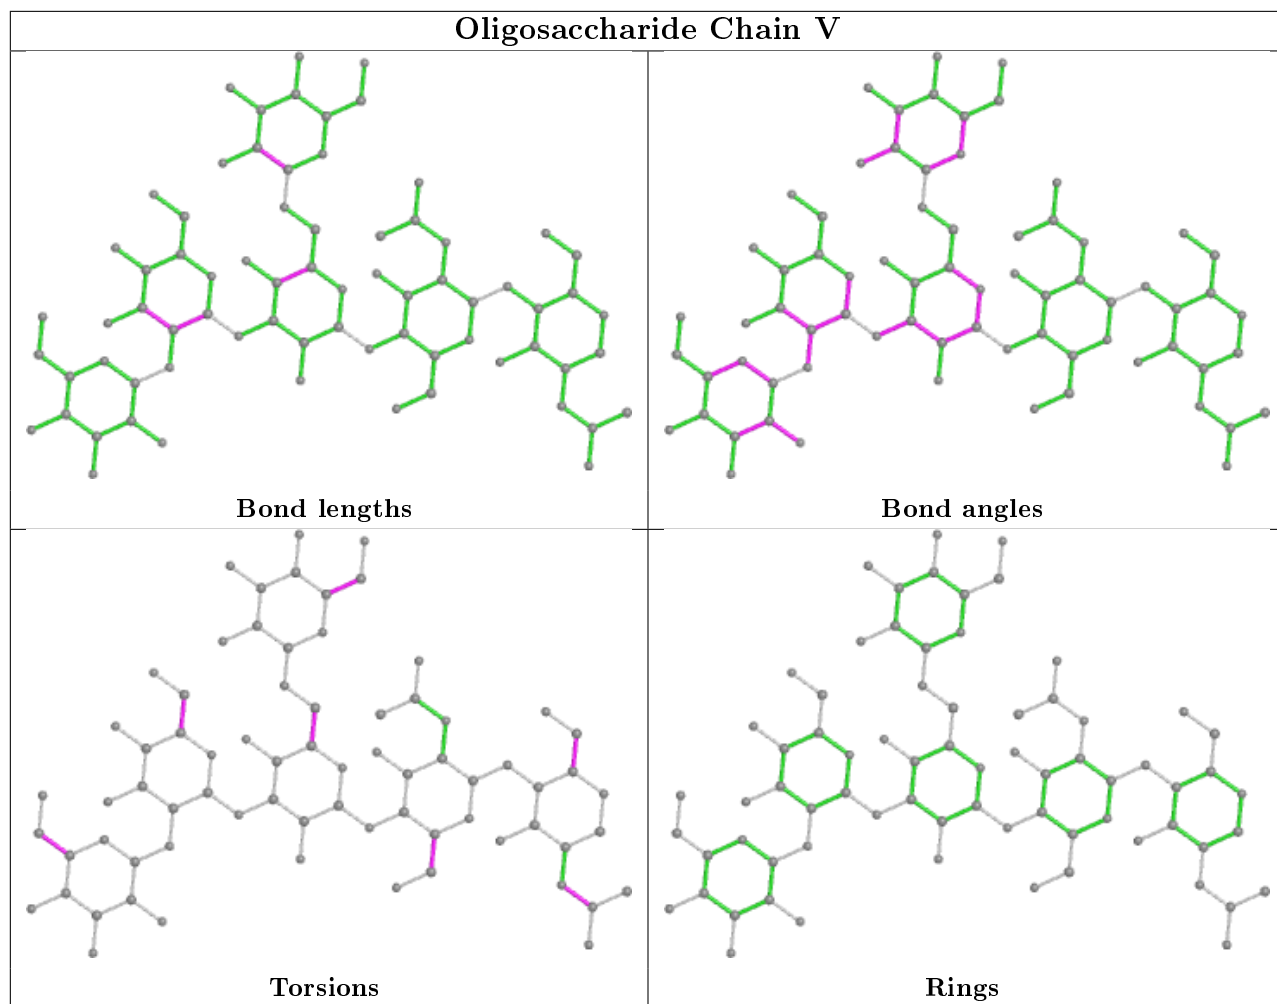 Oligosaccharide Chain V
Bond lengths
Bond angles
Torsions
Rings